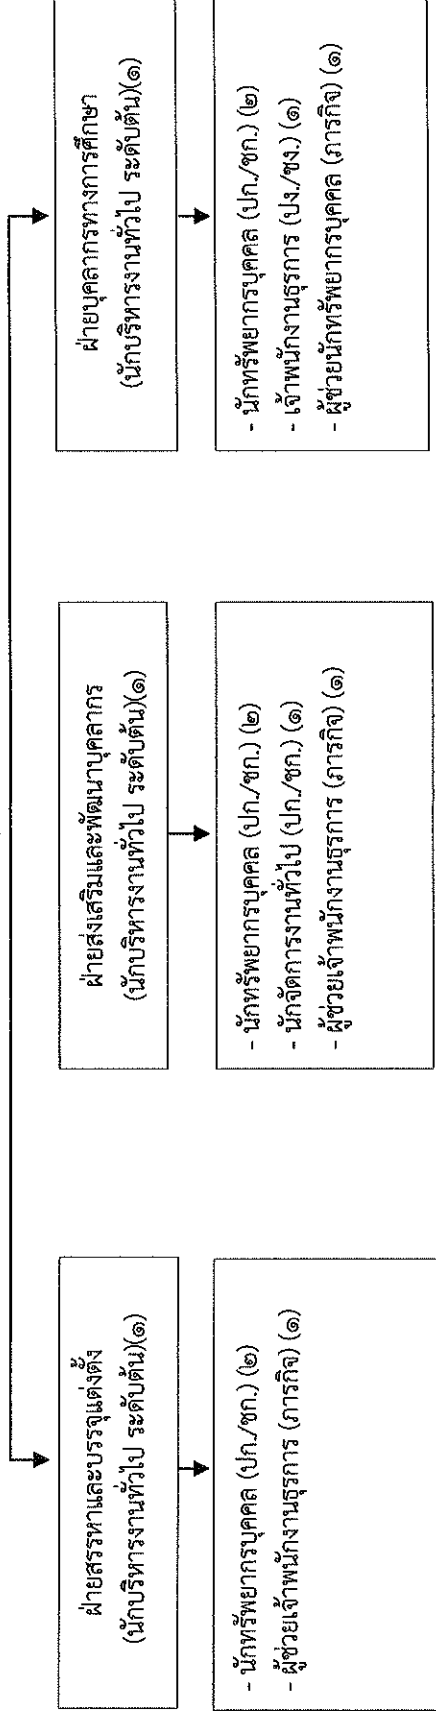 ฝ่ายสรรหาและบรรจุแต่งตั้ง
(นักบริหารงานทั่วไป ระดับต้น)(๑)
- นักทรัพยากรบุคคล (ปก./ชก.) (๒)
- ผู้ช่วยเจ้าพนักงานธุรการ (ภารกิจ) (๑)
ฝ่ายส่งเสริมและพัฒนาบุคลากร
(นักบริหารงานทั่วไป ระดับต้น)(๑)
- นักทรัพยากรบุคคล (ปก./ชก.) (๒)
- นักจัดการงานทั่วไป (ปก./ชก.) (๑)
- ผู้ช่วยเจ้าพนักงานธุรการ (ภารกิจ) (๑)
ฝ่ายบุคลากรทางการศึกษา
(นักบริหารงานทั่วไป ระดับต้น)(๑)
- นักทรัพยากรบุคคล (ปก./ชก.) (๒)
- เจ้าพนักงานธุรการ (ปง./ชง.) (๑)
- ผู้ช่วยนักทรัพยากรบุคคล (ภารกิจ) (๑)